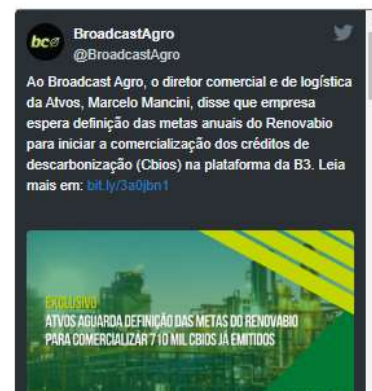 bce
BroadcastAgro
@BroadcastAgro
Ao Broadcast Agro, o diretor comercial e de logística
da Atvos, Marcelo Mancini, disse que empresa
espera definição das metas anuais do Renovabio
para iniciar a comercialização dos créditos de
descarbonização (Cbios) na plataforma da B3. Leia
mais em: bit.ly/3a0jbn1
EXCLUSIVO
ATVOS AGUARDA DEFINIÇÃO DAS METAS DO RENOVABIO
PARA COMERCIALIZAR 710 MIL CBIOS JÁ EMITIDOS